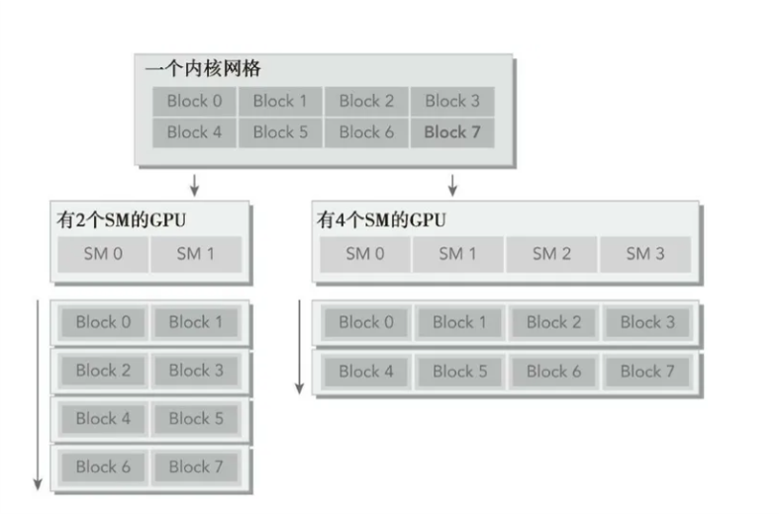 一个内核网格
Block 0 Block 1 Block 2 Block 3
Block 4 Block 5 Block 6 Block 7
有2个SM的GPU
SM 0 SM 1
Block 0 Block 1
Block 2 Block 3
Block 4 Block 5
Block 6 Block 7
有4个SM的GPU
SM 0 SM 1 SM 2 SM 3
Block 0 Block 1 Block 2 Block 3
Block 4 Block 5 Block 6 Block 7